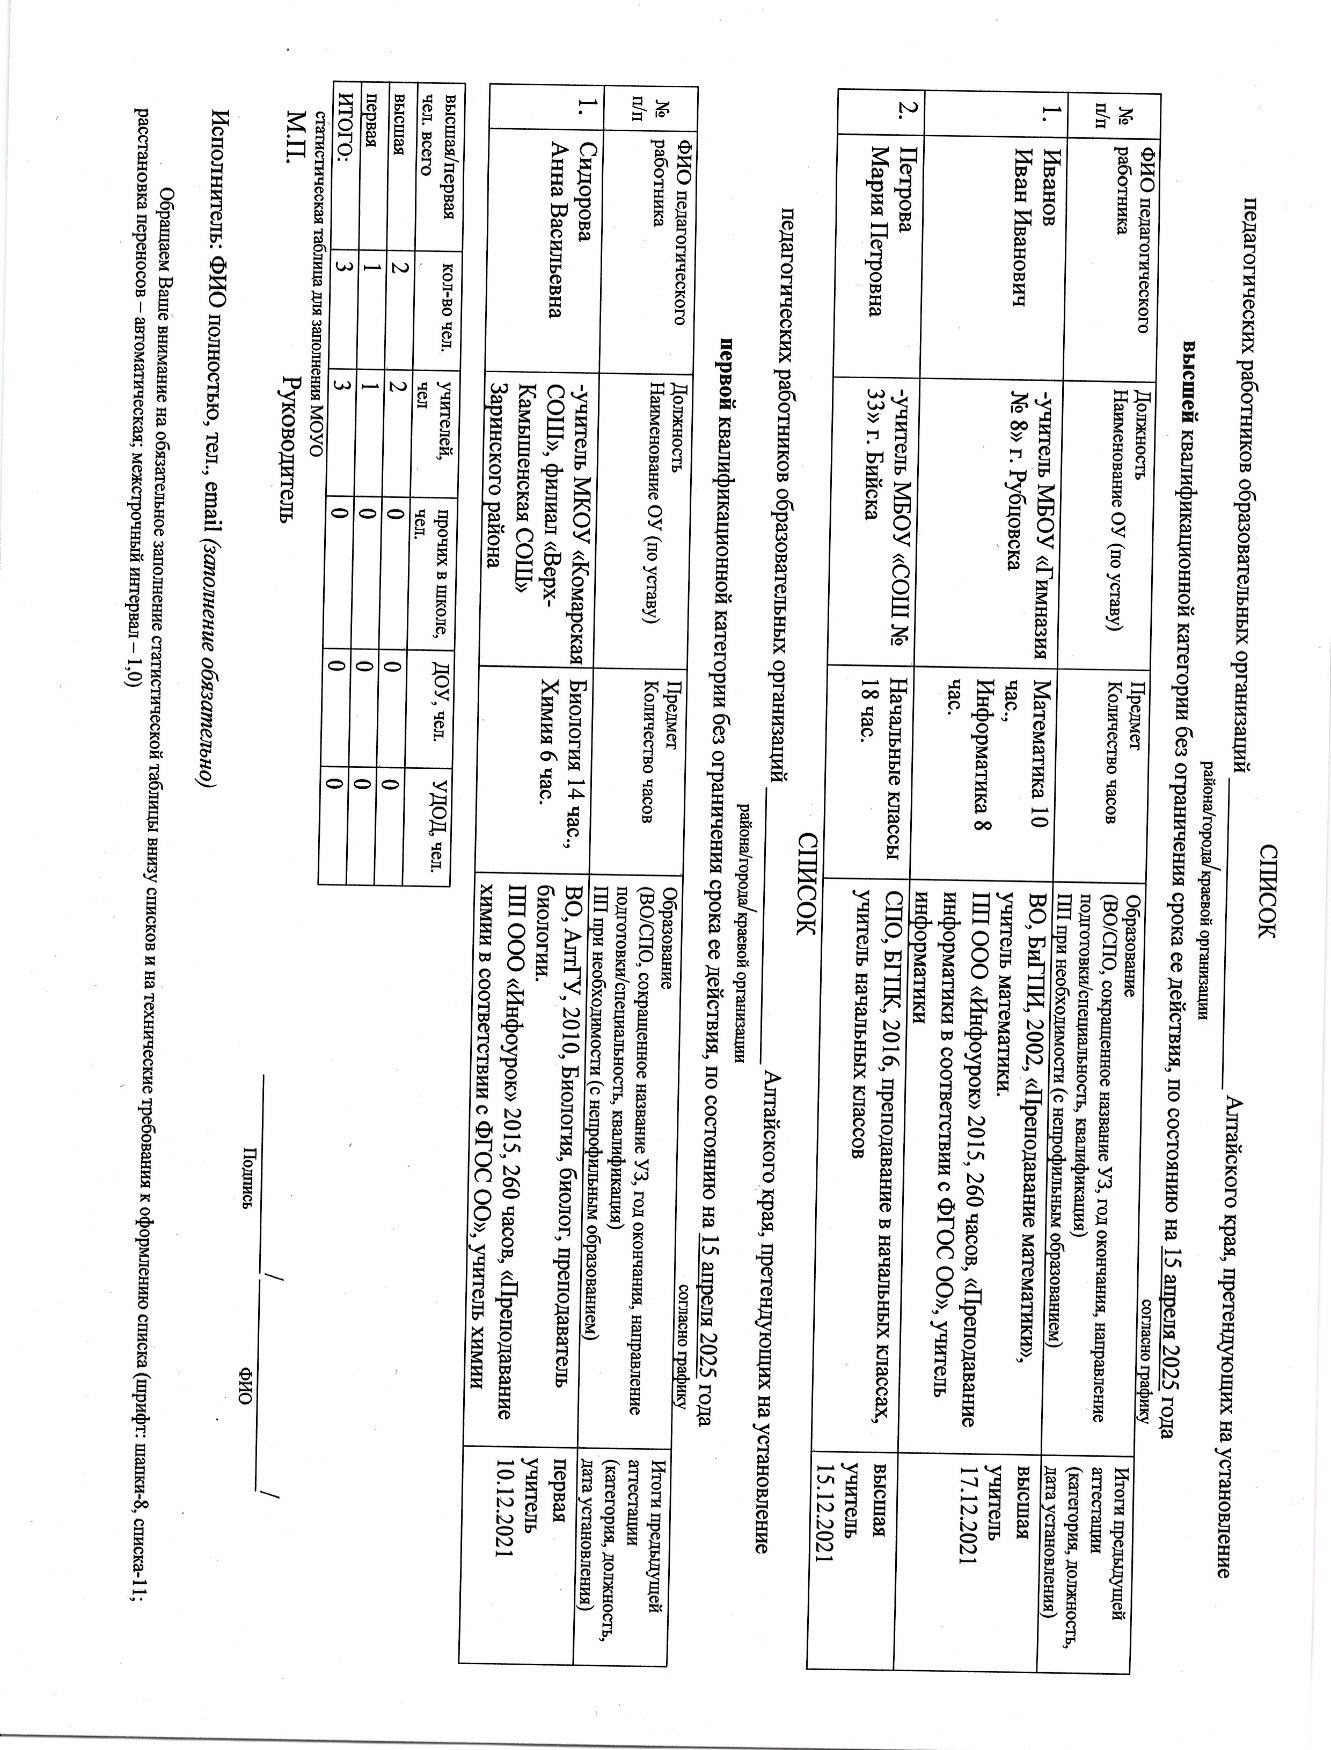 СПИСОК
педагогических работников образовательных организаций ______________ Алтайского края, претендующих на установление
района/города/краевой организации
высшей квалификационной категории без ограничения срока ее действия, по состоянию на 15 апреля 2025 года
согласно графику
№
п/п
ФИО педагогического
работника
Должность
Наименование ОУ (по уставу)
Предмет
Количество часов
Образование
(ВО/СПО, сокращенное название УЗ, год окончания, направление
подготовки/специальность, квалификация)
ПП при необходимости (с непрофильным образованием)
Итоги предыдущей
аттестации
(категория, должность,
дата установления)
1.
Иванов
Иван Иванович
-учитель МБОУ «Гимназия
№ 8» г. Рубцовска
Математика 10
час.,
Информатика 8
час.
ВО, БиГПИ, 2002, «Преподавание математики»,
учитель математики.
ПП ООО «Инфоурок» 2015, 260 часов, «Преподавание
информатики в соответствии с ФГОС ОО», учитель
информатики
высшая
учитель
17.12.2021
2.
Петрова
Мария Петровна
-учитель МБОУ «СОШ №
33» г. Бийска
Начальные классы
18 час.
СПО, БГПК, 2016, преподавание в начальных классах,
учитель начальных классов
высшая
учитель
15.12.2021
СПИСОК
педагогических работников образовательных организаций ______________ Алтайского края, претендующих на установление
района/города/краевой организации
первой квалификационной категории без ограничения срока ее действия, по состоянию на 15 апреля 2025 года
согласно графику
№
п/п
ФИО педагогического
работника
Должность
Наименование ОУ (по уставу)
Предмет
Количество часов
Образование
(ВО/СПО, сокращенное название УЗ, год окончания, направление
подготовки/специальность, квалификация)
ПП при необходимости (с непрофильным образованием)
Итоги предыдущей
аттестации
(категория, должность,
дата установления)
1.
Сидорова
Анна Васильевна
-учитель МКОУ «Комарская
СОШ», филиал «Верх-
Камышенская СОШ»
Заринского района
Биология 14 час.,
Химия 6 час.
ВО, АлтГУ, 2010, Биология, биолог, преподаватель
биологии.
ПП ООО «Инфоурок» 2015, 260 часов, «Преподавание
химии в соответствии с ФГОС ОО», учитель химии
первая
учитель
10.12.2021
высшая/первая
чел. всего
кол-во чел.
учителей,
чел
прочих в школе,
чел.
ДОУ, чел.
УДОД, чел.
высшая 2 2 0 0 0
первая 1 1 0 0 0
ИТОГО: 3 3 0 0 0
статистическая таблица для заполнения МОУО
М.П. Руководитель ______________ / ______________ /
Подпись ФИО
Исполнитель: ФИО полностью, тел., email (заполнение обязательно)
Обращаем Ваше внимание на обязательное заполнение статистической таблицы внизу списков и на технические требования к оформлению списка (шрифт: шапки-8, списка-11;
расстановка переносов – автоматическая; межстрочный интервал – 1,0)